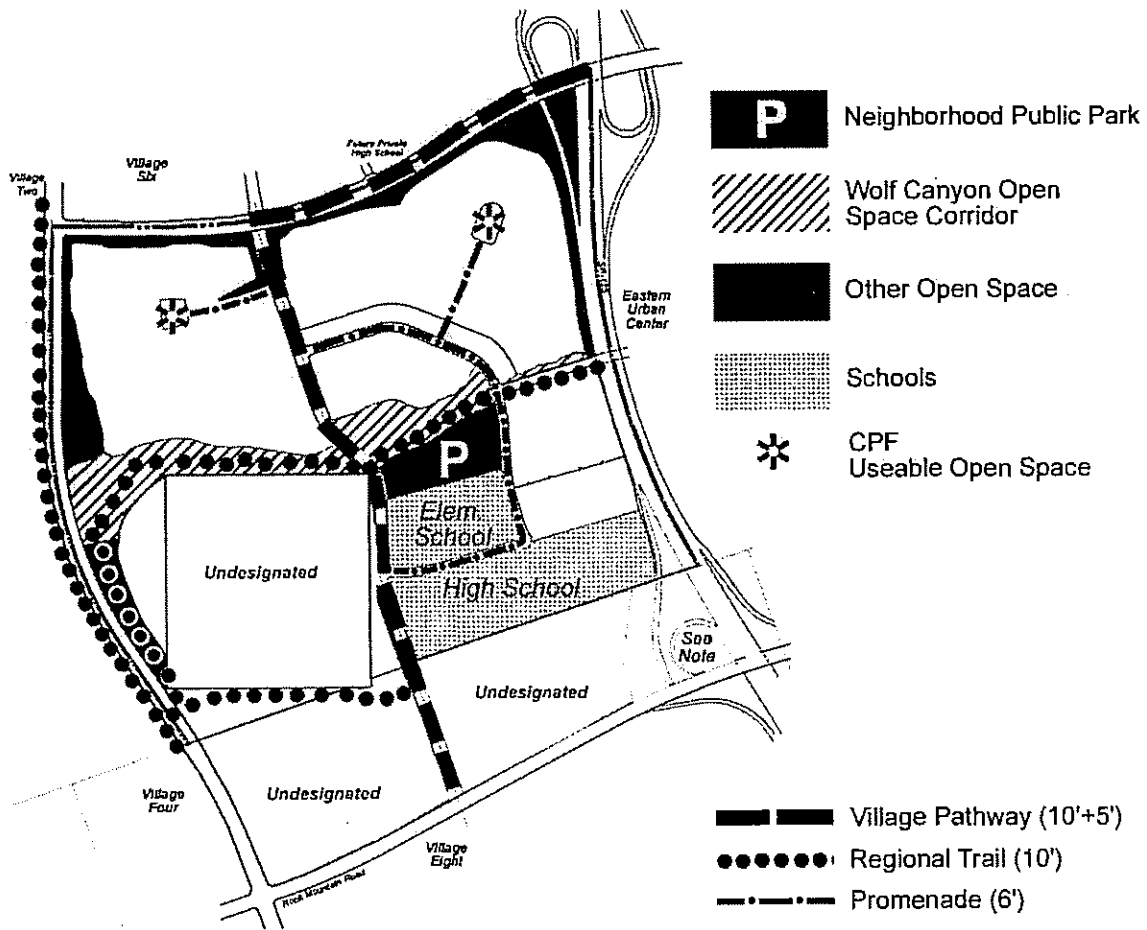 P
Neighborhood Public Park
Wolf Canyon Open
Space Corridor
Other Open Space
Schools
CPF
Useable Open Space
Village
Six
Village
Two
Future Private
High School
Eastern
Urban
Center
SR-125
P
Elem.
School
High School
Undesignated
See
Note
Undesignated
Undesignated
Village
Four
Village
Eight
Rock Mountain Road
Village Pathway (10'+5')
Regional Trail (10')
Promenade (6')